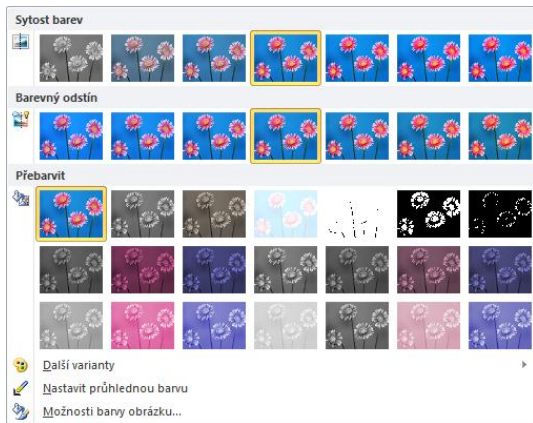 Sytost barev
Barevný odstín
Přebarvit
Další varianty
Nastavit průhlednou barvu
Možnosti barvy obrázku...